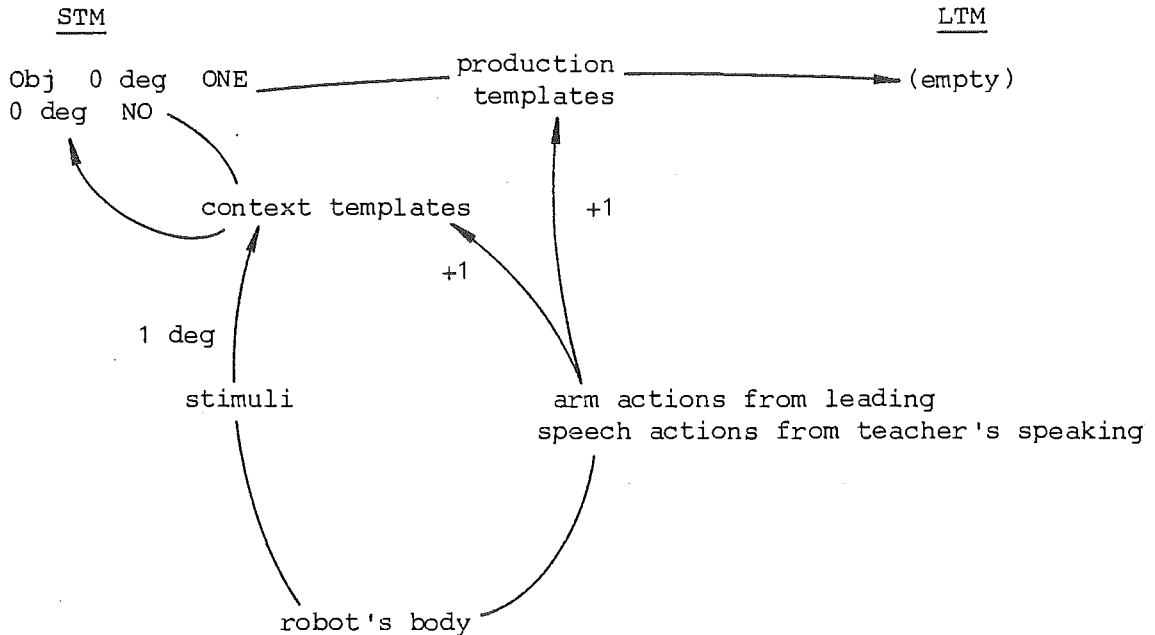 STM
LTM
Obj 0 deg ONE
0 deg NO
production
templates
(empty)
context templates
+1
+1
1 deg
stimuli
arm actions from leading
speech actions from teacher's speaking
robot's body